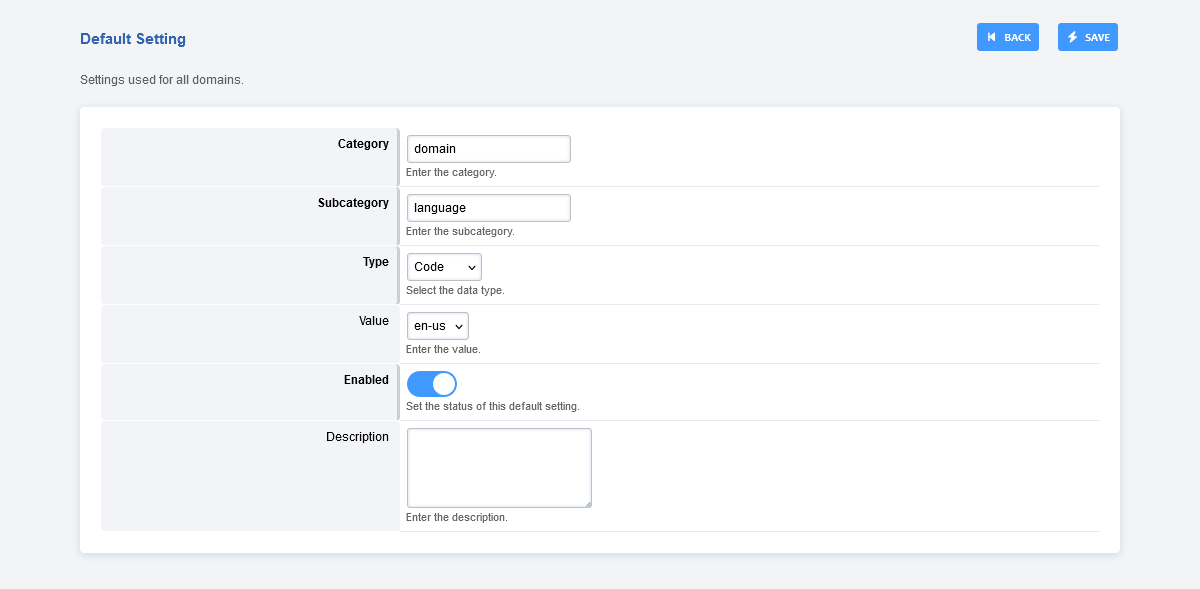 Default Setting
BACK
SAVE
Settings used for all domains.
Category
domain
Enter the category.
Subcategory
language
Enter the subcategory.
Type
Code
Select the data type.
Value
en-us
Enter the value.
Enabled
Set the status of this default setting.
Description
Enter the description.